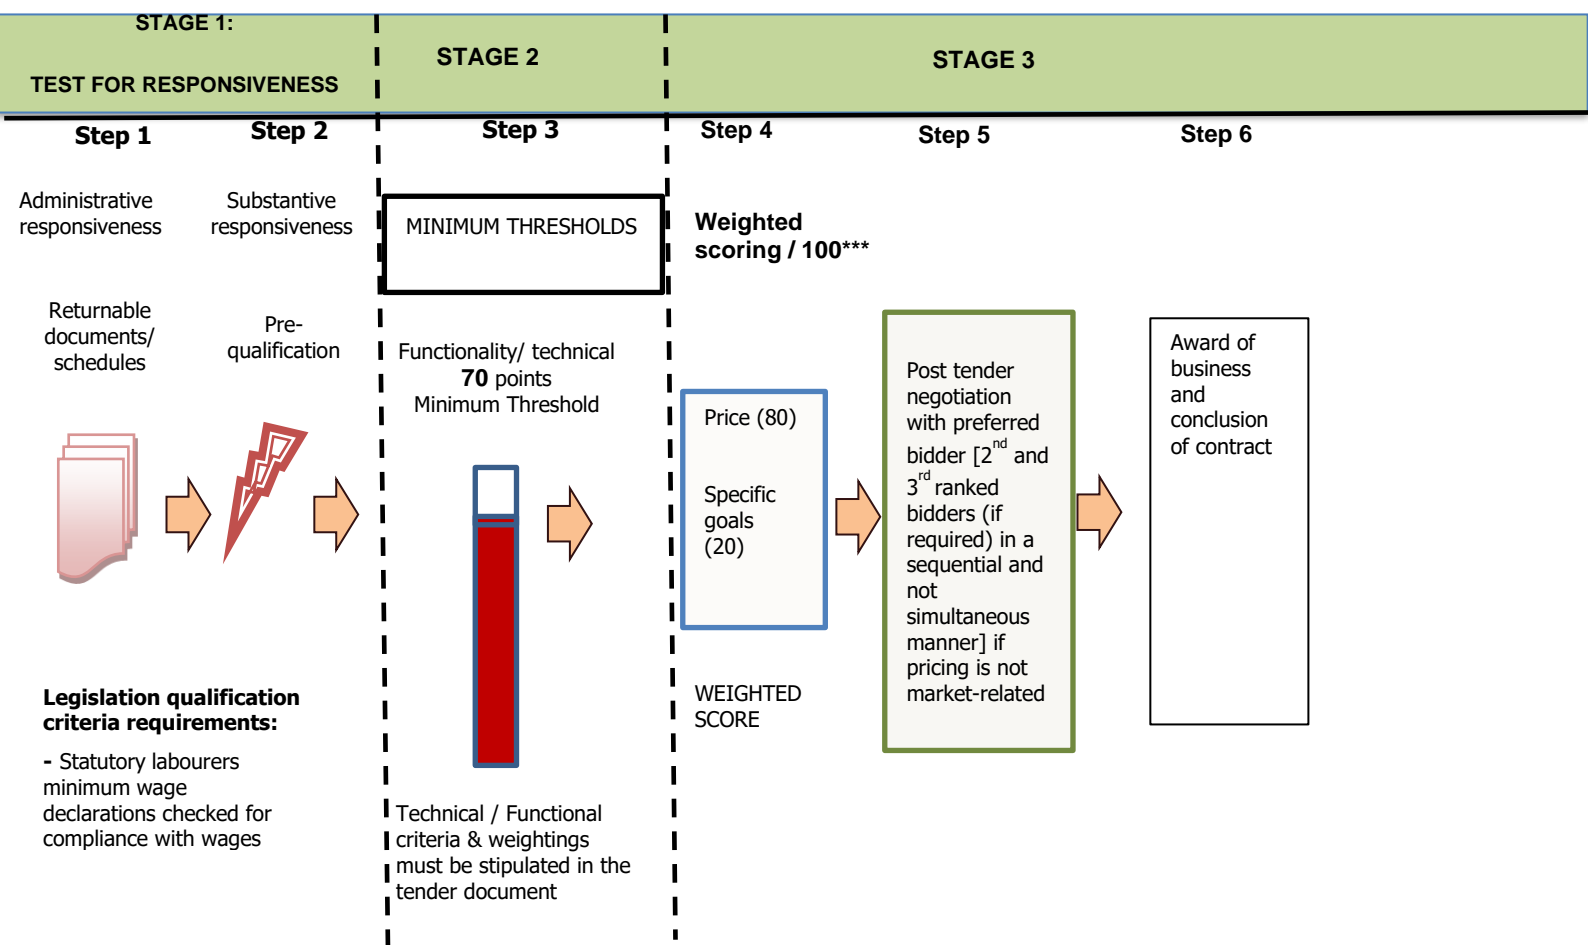 STAGE 1:
TEST FOR RESPONSIVENESS
STAGE 2
STAGE 3
Step 1
Step 2
Step 3
Step 4
Step 5
Step 6
Administrative
responsiveness
Substantive
responsiveness
MINIMUM THRESHOLDS
Weighted
scoring / 100***
Returnable
documents/
schedules
Pre-
qualification
Functionality/ technical
70 points
Minimum Threshold
Price (80)
Specific
goals
(20)
Post tender
negotiation
with preferred
bidder [2nd and
3rd ranked
bidders (if
required) in a
sequential and
not
simultaneous
manner] if
pricing is not
market-related
Award of
business
and
conclusion
of contract
Legislation qualification
criteria requirements:
- Statutory labourers
minimum wage
declarations checked for
compliance with wages
WEIGHTED
SCORE
Technical / Functional
criteria & weightings
must be stipulated in the
tender document